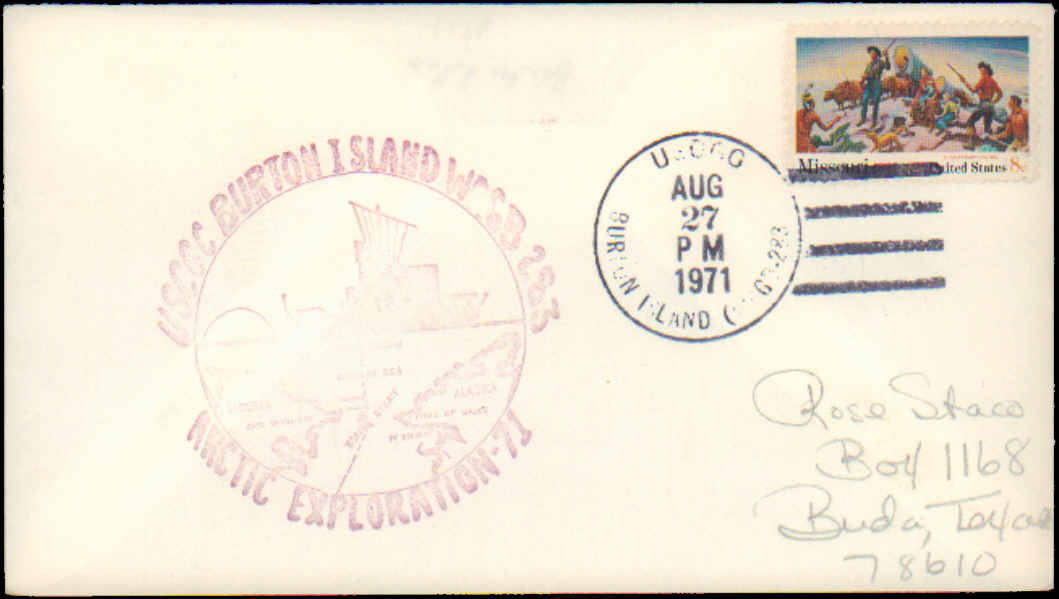 USCGC BURTON ISLAND WAGB-283
ARCTIC EXPLORATION-71
ALASKA
Missouri
United States 8c
USCG
AUG
27
PM
1971
BURTON ISLAND
Rose Staco
Box 1168
Buda, Texas
78610